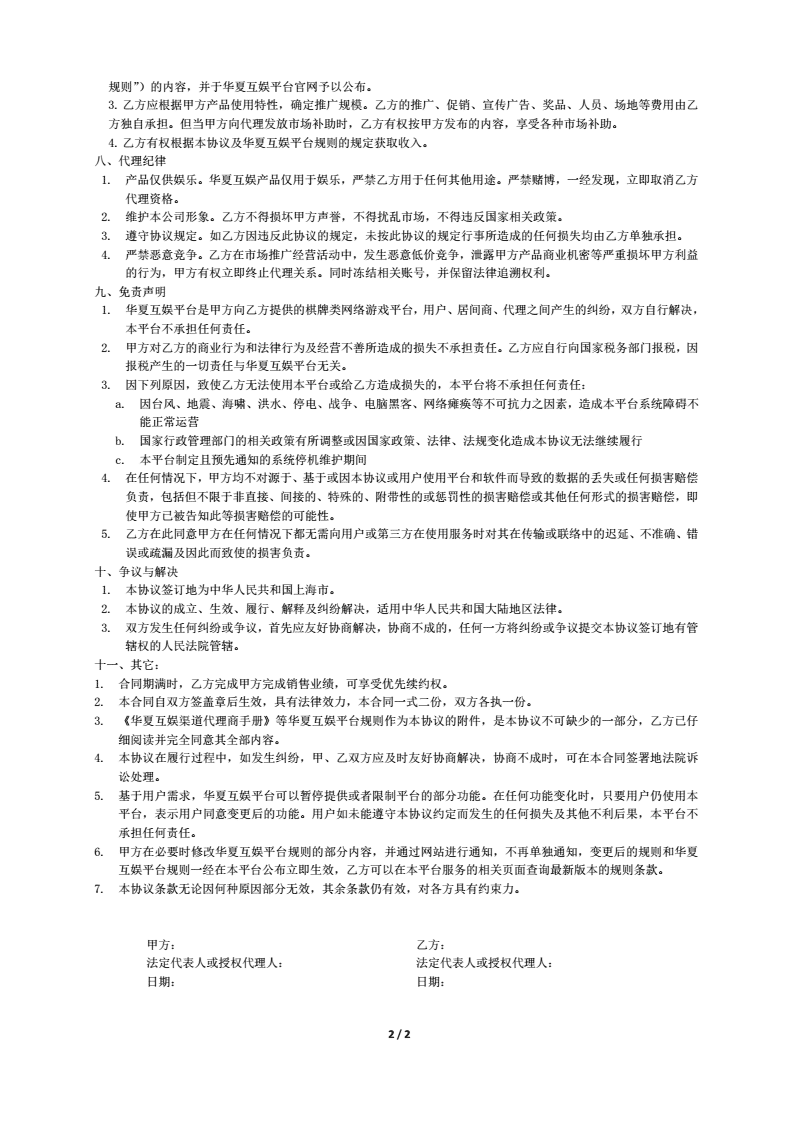 规则”）的内容，并于华夏互娱平台官网予以公布。
3. 乙方应根据甲方产品使用特性，确定推广规模。乙方的推广、促销、宣传广告、奖品、人员、场地等费用由乙
方独自承担。但当甲方向代理发放市场补助时，乙方有权按甲方发布的内容，享受各种市场补助。
4. 乙方有权根据本协议及华夏互娱平台规则的规定获取收入。
八、代理纪律
1. 产品仅供娱乐。华夏互娱产品仅用于娱乐，严禁乙方用于任何其他用途。严禁赌博，一经发现，立即取消乙方
代理资格。
2. 维护本公司形象。乙方不得损坏甲方声誉，不得扰乱市场，不得违反国家相关政策。
3. 遵守协议规定。如乙方因违反此协议的规定，未按此协议的规定行事所造成的任何损失均由乙方单独承担。
4. 严禁恶意竞争。乙方在市场推广经营活动中，发生恶意低价竞争，泄露甲方产品商业机密等严重损坏甲方利益
的行为，甲方有权立即终止代理关系。同时冻结相关账号，并保留法律追溯权利。
九、免责声明
1. 华夏互娱平台是甲方向乙方提供的棋牌类网络游戏平台，用户、居间商、代理之间产生的纠纷，双方自行解决，
本平台不承担任何责任。
2. 甲方对乙方的商业行为和法律行为及经营不善所造成的损失不承担责任。乙方应自行向国家税务部门报税，因
报税产生的一切责任与华夏互娱平台无关。
3. 因下列原因，致使乙方无法使用本平台或给乙方造成损失的，本平台将不承担任何责任：
a. 因台风、地震、海啸、洪水、停电、战争、电脑黑客、网络瘫痪等不可抗力之因素，造成本平台系统障碍不
能正常运营
b. 国家行政管理部门的相关政策有所调整或因国家政策、法律、法规变化造成本协议无法继续履行
c. 本平台制定且预先通知的系统停机维护期间
4. 在任何情况下，甲方均不对源于、基于或因本协议或用户使用平台和软件而导致的数据的丢失或任何损害赔偿
负责，包括但不限于非直接、间接的、特殊的、附带性的或惩罚性的损害赔偿或其他任何形式的损害赔偿，即
使甲方已被告知此等损害赔偿的可能性。
5. 乙方在此同意甲方在任何情况下都无需向用户或第三方在使用服务时对其在传输或联络中的迟延、不准确、错
误或疏漏及因此而致使的损害负责。
十、争议与解决
1. 本协议签订地为中华人民共和国上海市。
2. 本协议的成立、生效、履行、解释及纠纷解决，适用中华人民共和国大陆地区法律。
3. 双方发生任何纠纷或争议，首先应友好协商解决，协商不成的，任何一方将纠纷或争议提交本协议签订地有管
辖权的人民法院管辖。
十一、其它：
1. 合同期满时，乙方完成甲方完成销售业绩，可享受优先续约权。
2. 本合同自双方签盖章后生效，具有法律效力，本合同一式二份，双方各执一份。
3. 《华夏互娱渠道代理商手册》等华夏互娱平台规则作为本协议的附件，是本协议不可缺少的一部分，乙方已仔
细阅读并完全同意其全部内容。
4. 本协议在履行过程中，如发生纠纷，甲、乙双方应及时友好协商解决，协商不成时，可在本合同签署地法院诉
讼处理。
5. 基于用户需求，华夏互娱平台可以暂停提供或者限制平台的部分功能。在任何功能变化时，只要用户仍使用本
平台，表示用户同意变更后的功能。用户如未能遵守本协议约定而发生的任何损失及其他不利后果，本平台不
承担任何责任。
6. 甲方在必要时修改华夏互娱平台规则的部分内容，并通过网站进行通知，不再单独通知，变更后的规则和华夏
互娱平台规则一经在本平台公布立即生效，乙方可以在本平台服务的相关页面查询最新版本的规则条款。
7. 本协议条款无论因何种原因部分无效，其余条款仍有效，对各方具有约束力。
甲方： 乙方：
法定代表人或授权代理人： 法定代表人或授权代理人：
日期： 日期：
2 / 2